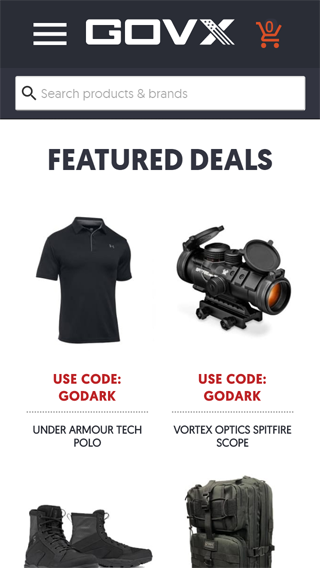 GOVX
0
Search products & brands
FEATURED DEALS
USE CODE:
GODARK
USE CODE:
GODARK
UNDER ARMOUR TECH
POLO
VORTEX OPTICS SPITFIRE
SCOPE